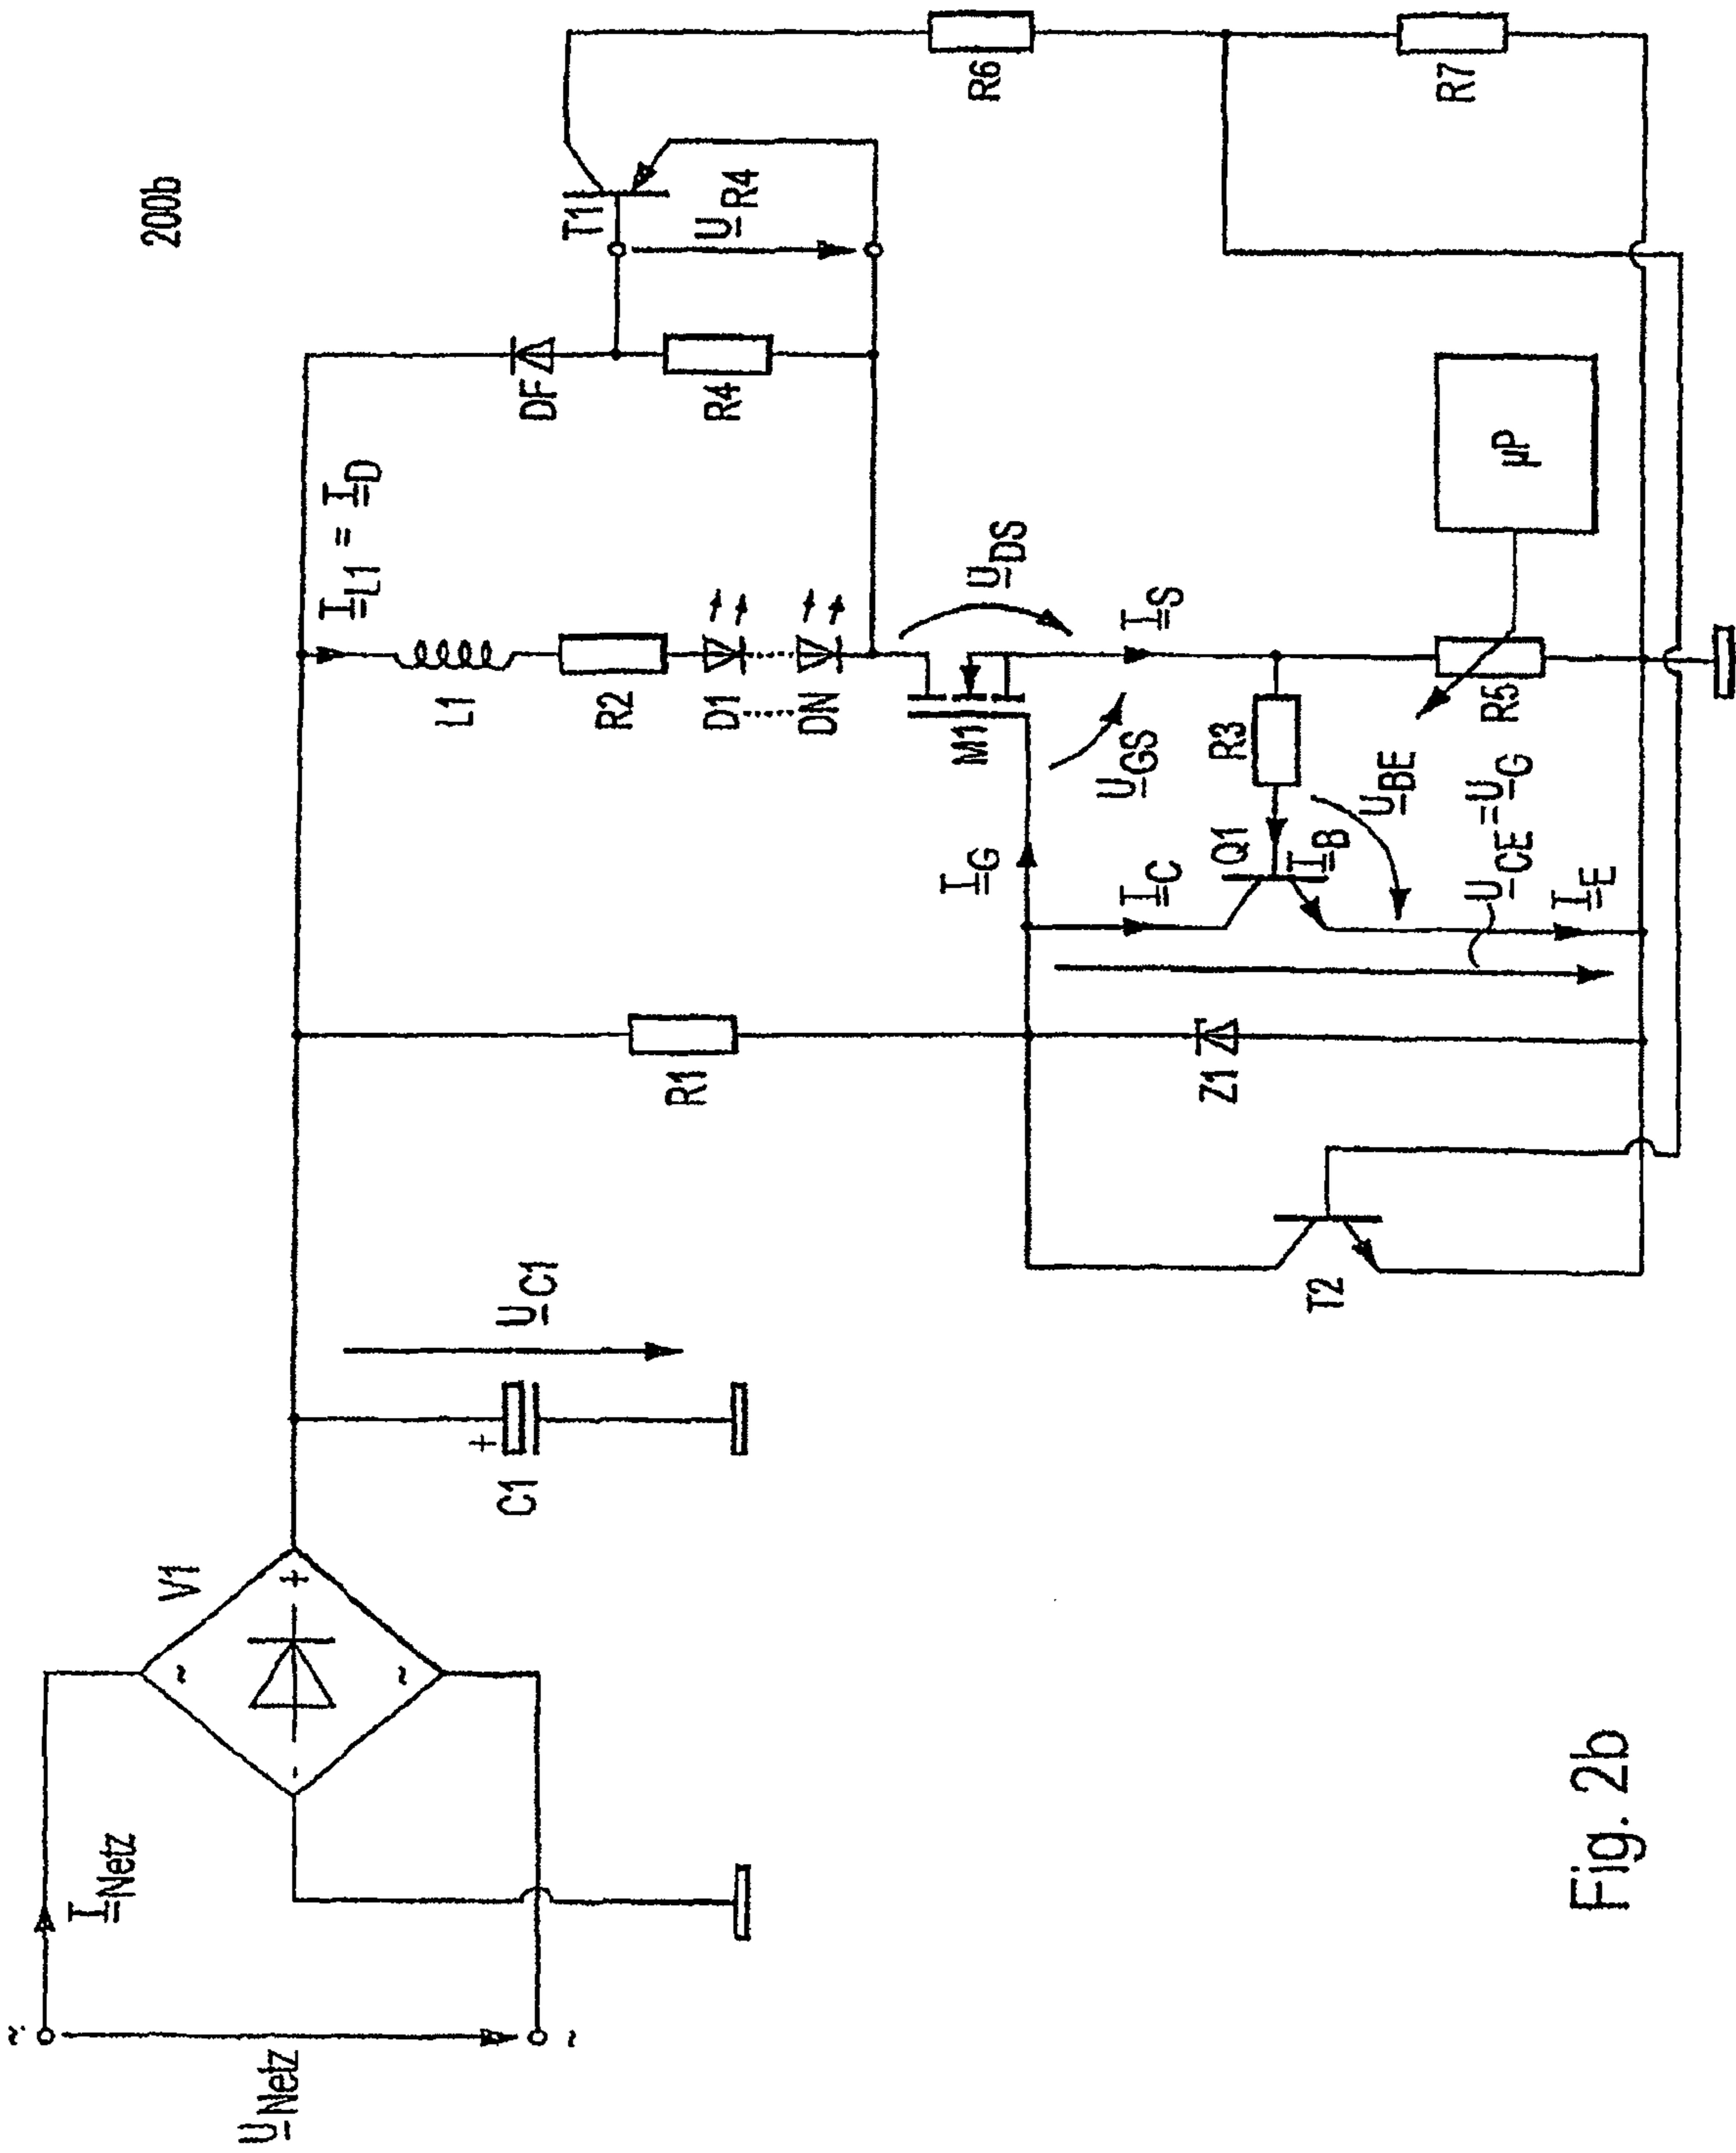 200b
U_Netz
I_Netz
~
~
V1
~
~
+
-
C1
+
U_C1
R1
I_L1 = I_D
L1
R2
D1
DN
DF
R4
T1
U_R4
R6
R7
M1
U_DS
U_GS
I_G
I_S
I_C
Q1
R3
I_B
U_BE
U_CE=U_G
I_E
R5
µP
Z1
T2
Fig. 2b